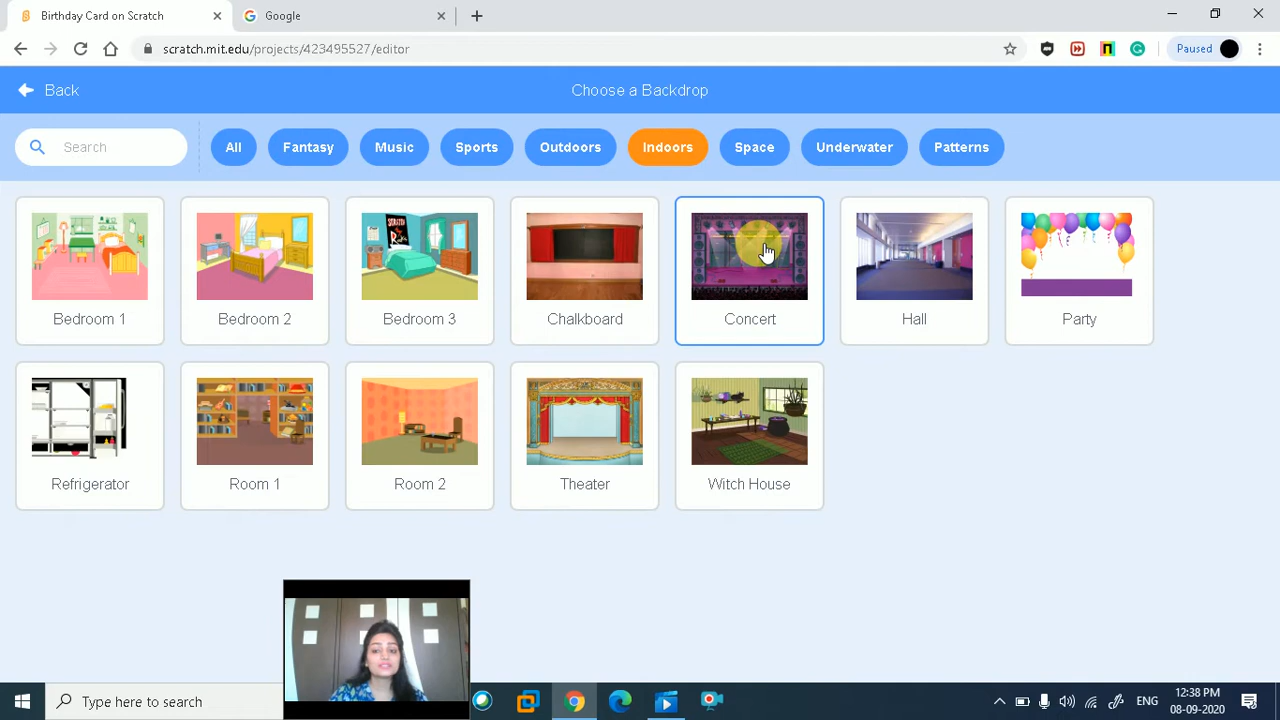 Birthday Card on Scratch
Google
scratch.mit.edu/projects/423495527/editor
Paused
Back
Choose a Backdrop
Search
All
Fantasy
Music
Sports
Outdoors
Indoors
Space
Underwater
Patterns
Bedroom 1
Bedroom 2
Bedroom 3
Chalkboard
Concert
Hall
Party
Refrigerator
Room 1
Room 2
Theater
Witch House
Type here to search
ENG
12:38 PM
08-09-2020